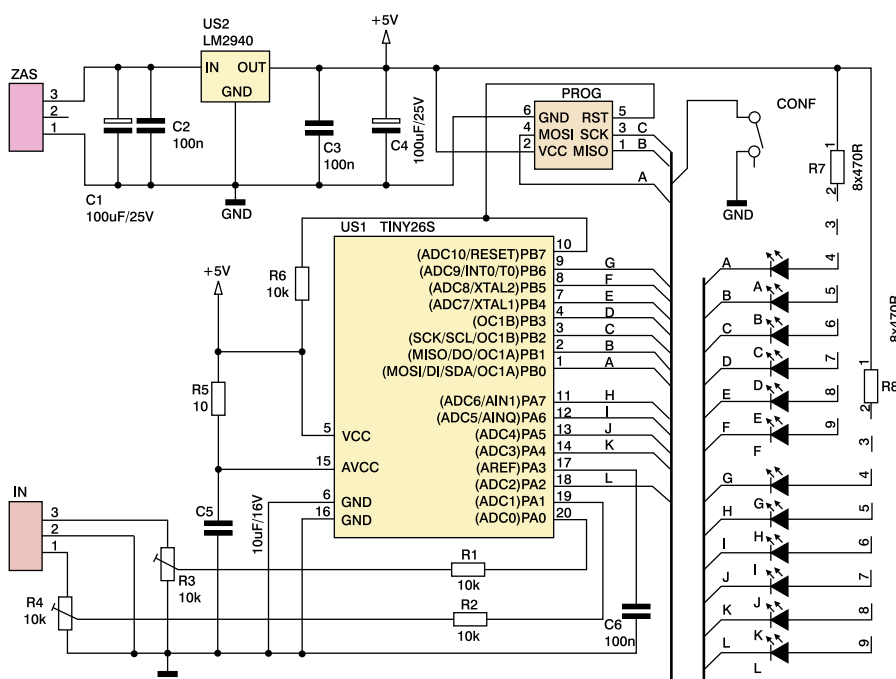 +5V
US2
LM2940
ZAS
IN OUT
GND
3
2
1
C2
100n
C3
100n
C4
100uF/25V
C1
100uF/25V
GND
PROG
6 GND RST 5
4 MOSI SCK 3 C
2 VCC MISO 1 B
A
CONF
GND
1
R7
8x470R
2
3
4
5
6
7
8
9
US1 TINY26S
+5V
R6
10k
R5
10
(ADC10/RESET)PB7 10
(ADC9/INT0/T0)PB6 9 G
(ADC8/XTAL2)PB5 8 F
(ADC7/XTAL1)PB4 7 E
(OC1B)PB3 4 D
(SCK/SCL/OC1B)PB2 3 C
(MISO/DO/OC1A)PB1 2 B
(MOSI/DI/SDA/OC1A)PB0 1 A
(ADC6/AIN1)PA7 11 H
(ADC5/AINQ)PA6 12 I
(ADC4)PA5 13 J
(ADC3)PA4 14 K
(AREF)PA3 17
(ADC2)PA2 18 L
(ADC1)PA1 19
(ADC0)PA0 20
5 VCC
15 AVCC
6 GND
16 GND
C5
10uF/16V
IN
3
2
1
R3
10k
R4
10k
R1
10k
R2
10k
C6
100n
A
A
B
B
C
C
D
D
E
E
F
F
8x470R
1
R8
2
3
4
5
6
7
8
9
G
G
H
H
I
I
J
J
K
K
L
L